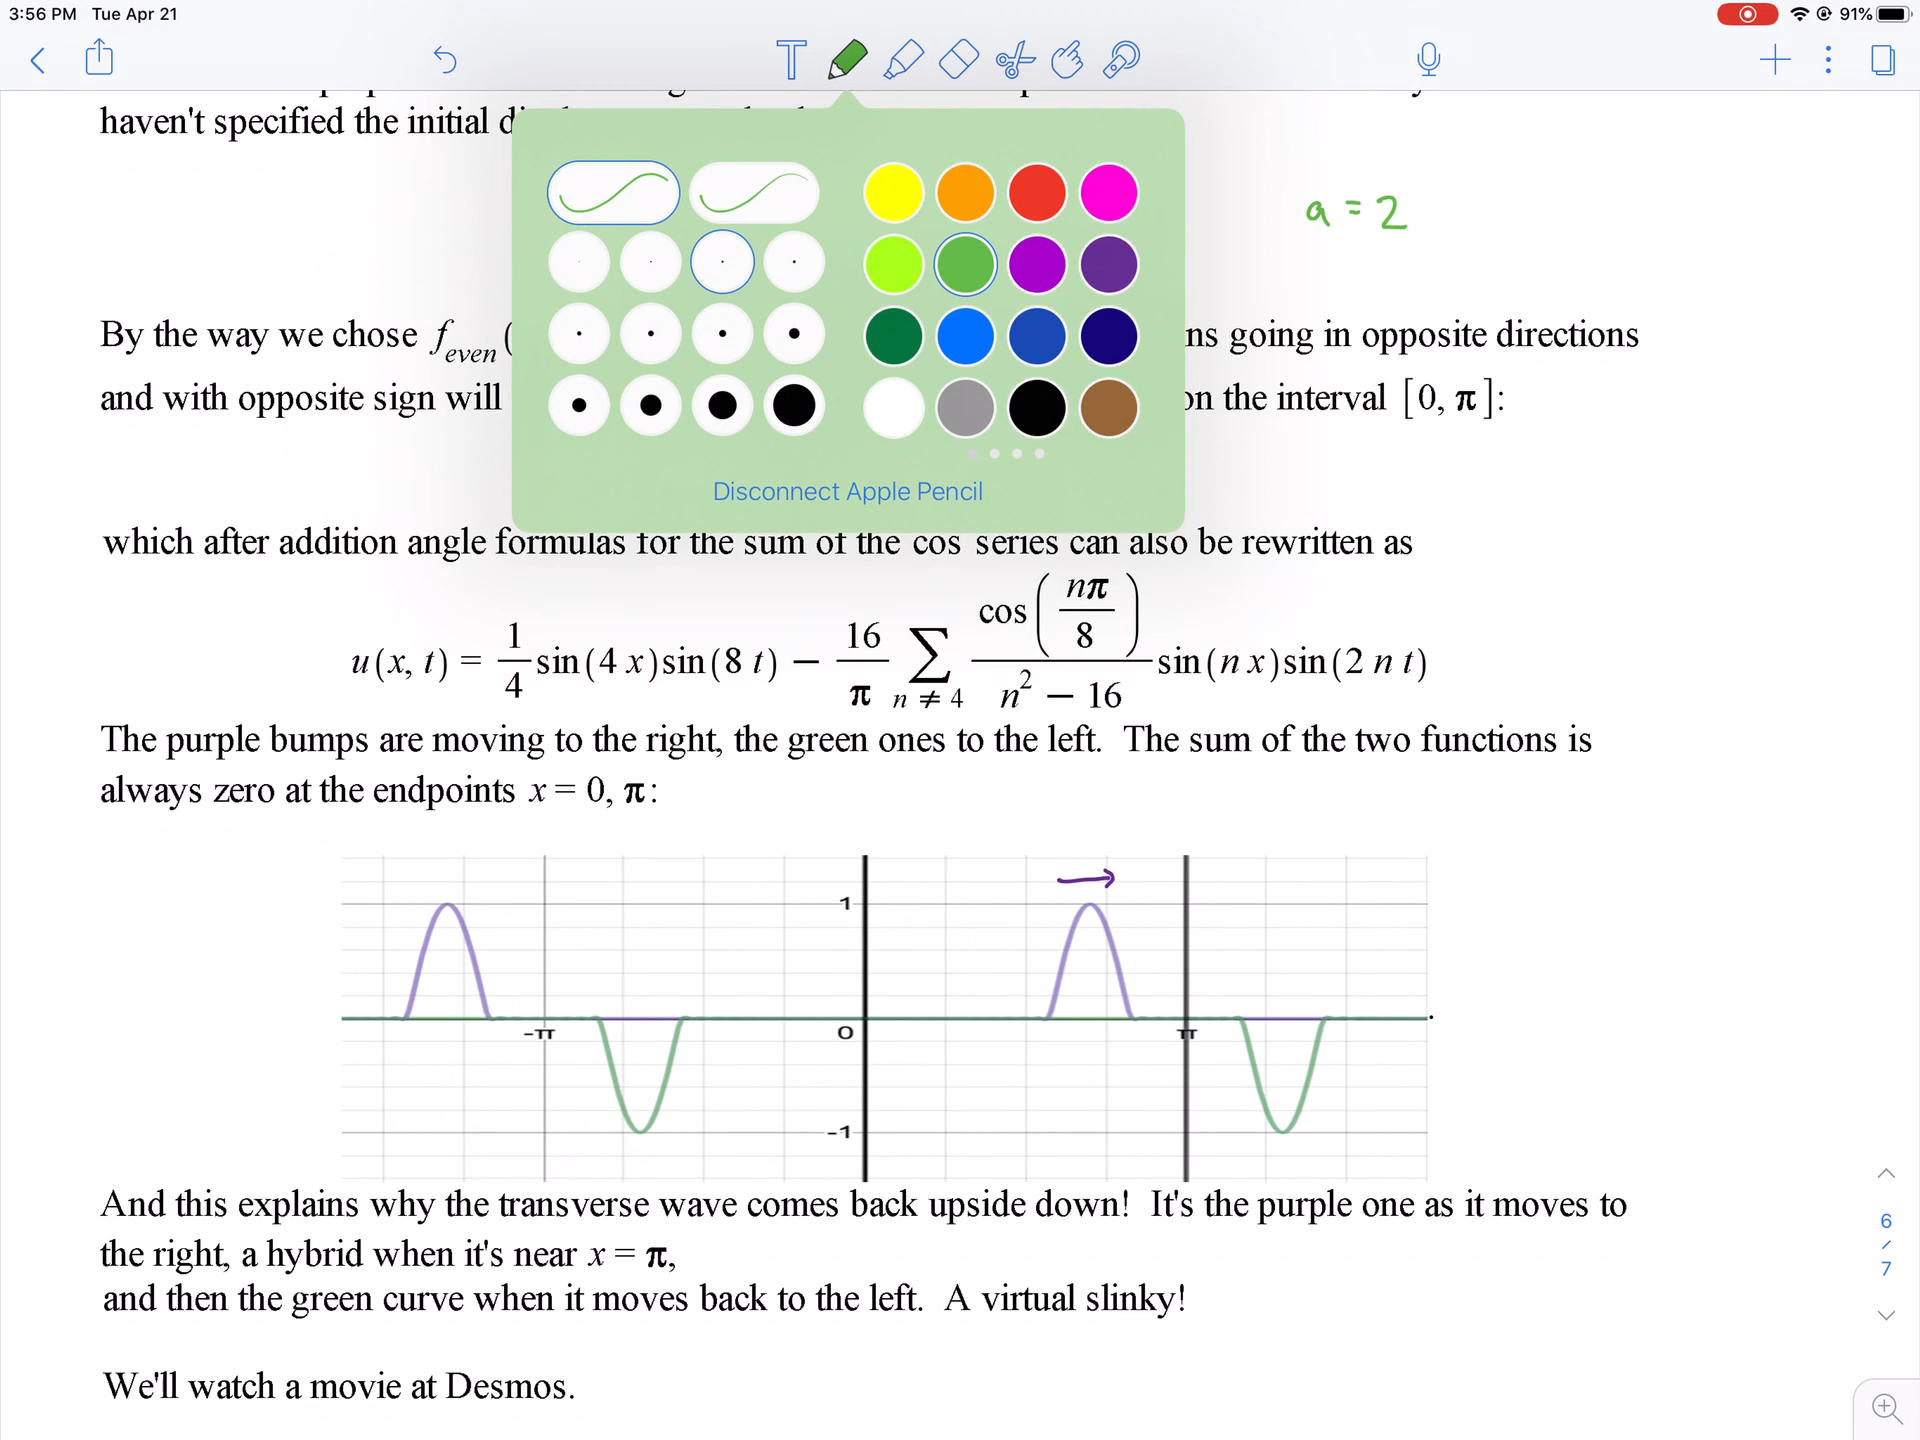 3:56 PM Tue Apr 21 91%
haven't specified the initial
a = 2
By the way we chose f_even ( ns going in opposite directions
and with opposite sign will on the interval [0, π]:
Disconnect Apple Pencil
which after addition angle formulas for the sum of the cos series can also be rewritten as
u(x, t) = 1/4 sin(4 x)sin(8 t) − 16/π ∑_{n ≠ 4} cos(nπ/8)/(n² − 16) sin(n x)sin(2 n t)
The purple bumps are moving to the right, the green ones to the left. The sum of the two functions is
always zero at the endpoints x = 0, π:
1
-π 0 π
-1
And this explains why the transverse wave comes back upside down! It's the purple one as it moves to
the right, a hybrid when it's near x = π,
and then the green curve when it moves back to the left. A virtual slinky!
We'll watch a movie at Desmos.
6
/
7